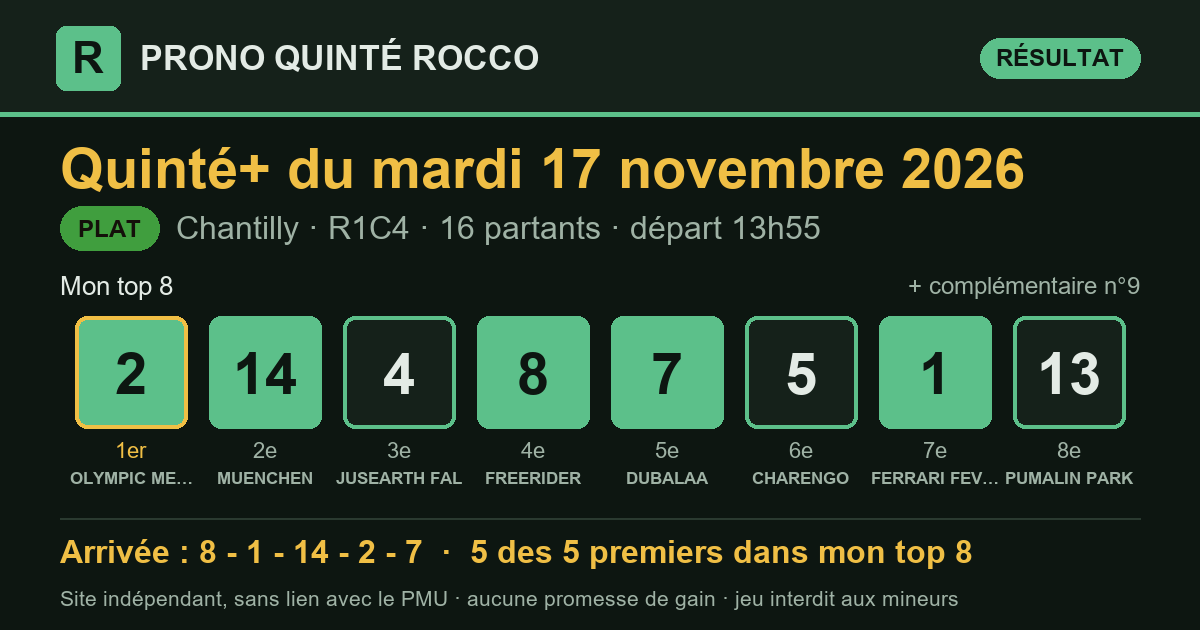 R PRONO QUINTÉ ROCCO RÉSULTAT
Quinté+ du mardi 17 novembre 2026
PLAT Chantilly · R1C4 · 16 partants · départ 13h55
Mon top 8 + complémentaire n°9
2 14 4 8 7 5 1 13
1er 2e 3e 4e 5e 6e 7e 8e
OLYMPIC ME... MUENCHEN JUSEARTH FAL FREERIDER DUBALAA CHARENGO FERRARI FEV... PUMALIN PARK
Arrivée : 8 - 1 - 14 - 2 - 7 · 5 des 5 premiers dans mon top 8
Site indépendant, sans lien avec le PMU · aucune promesse de gain · jeu interdit aux mineurs